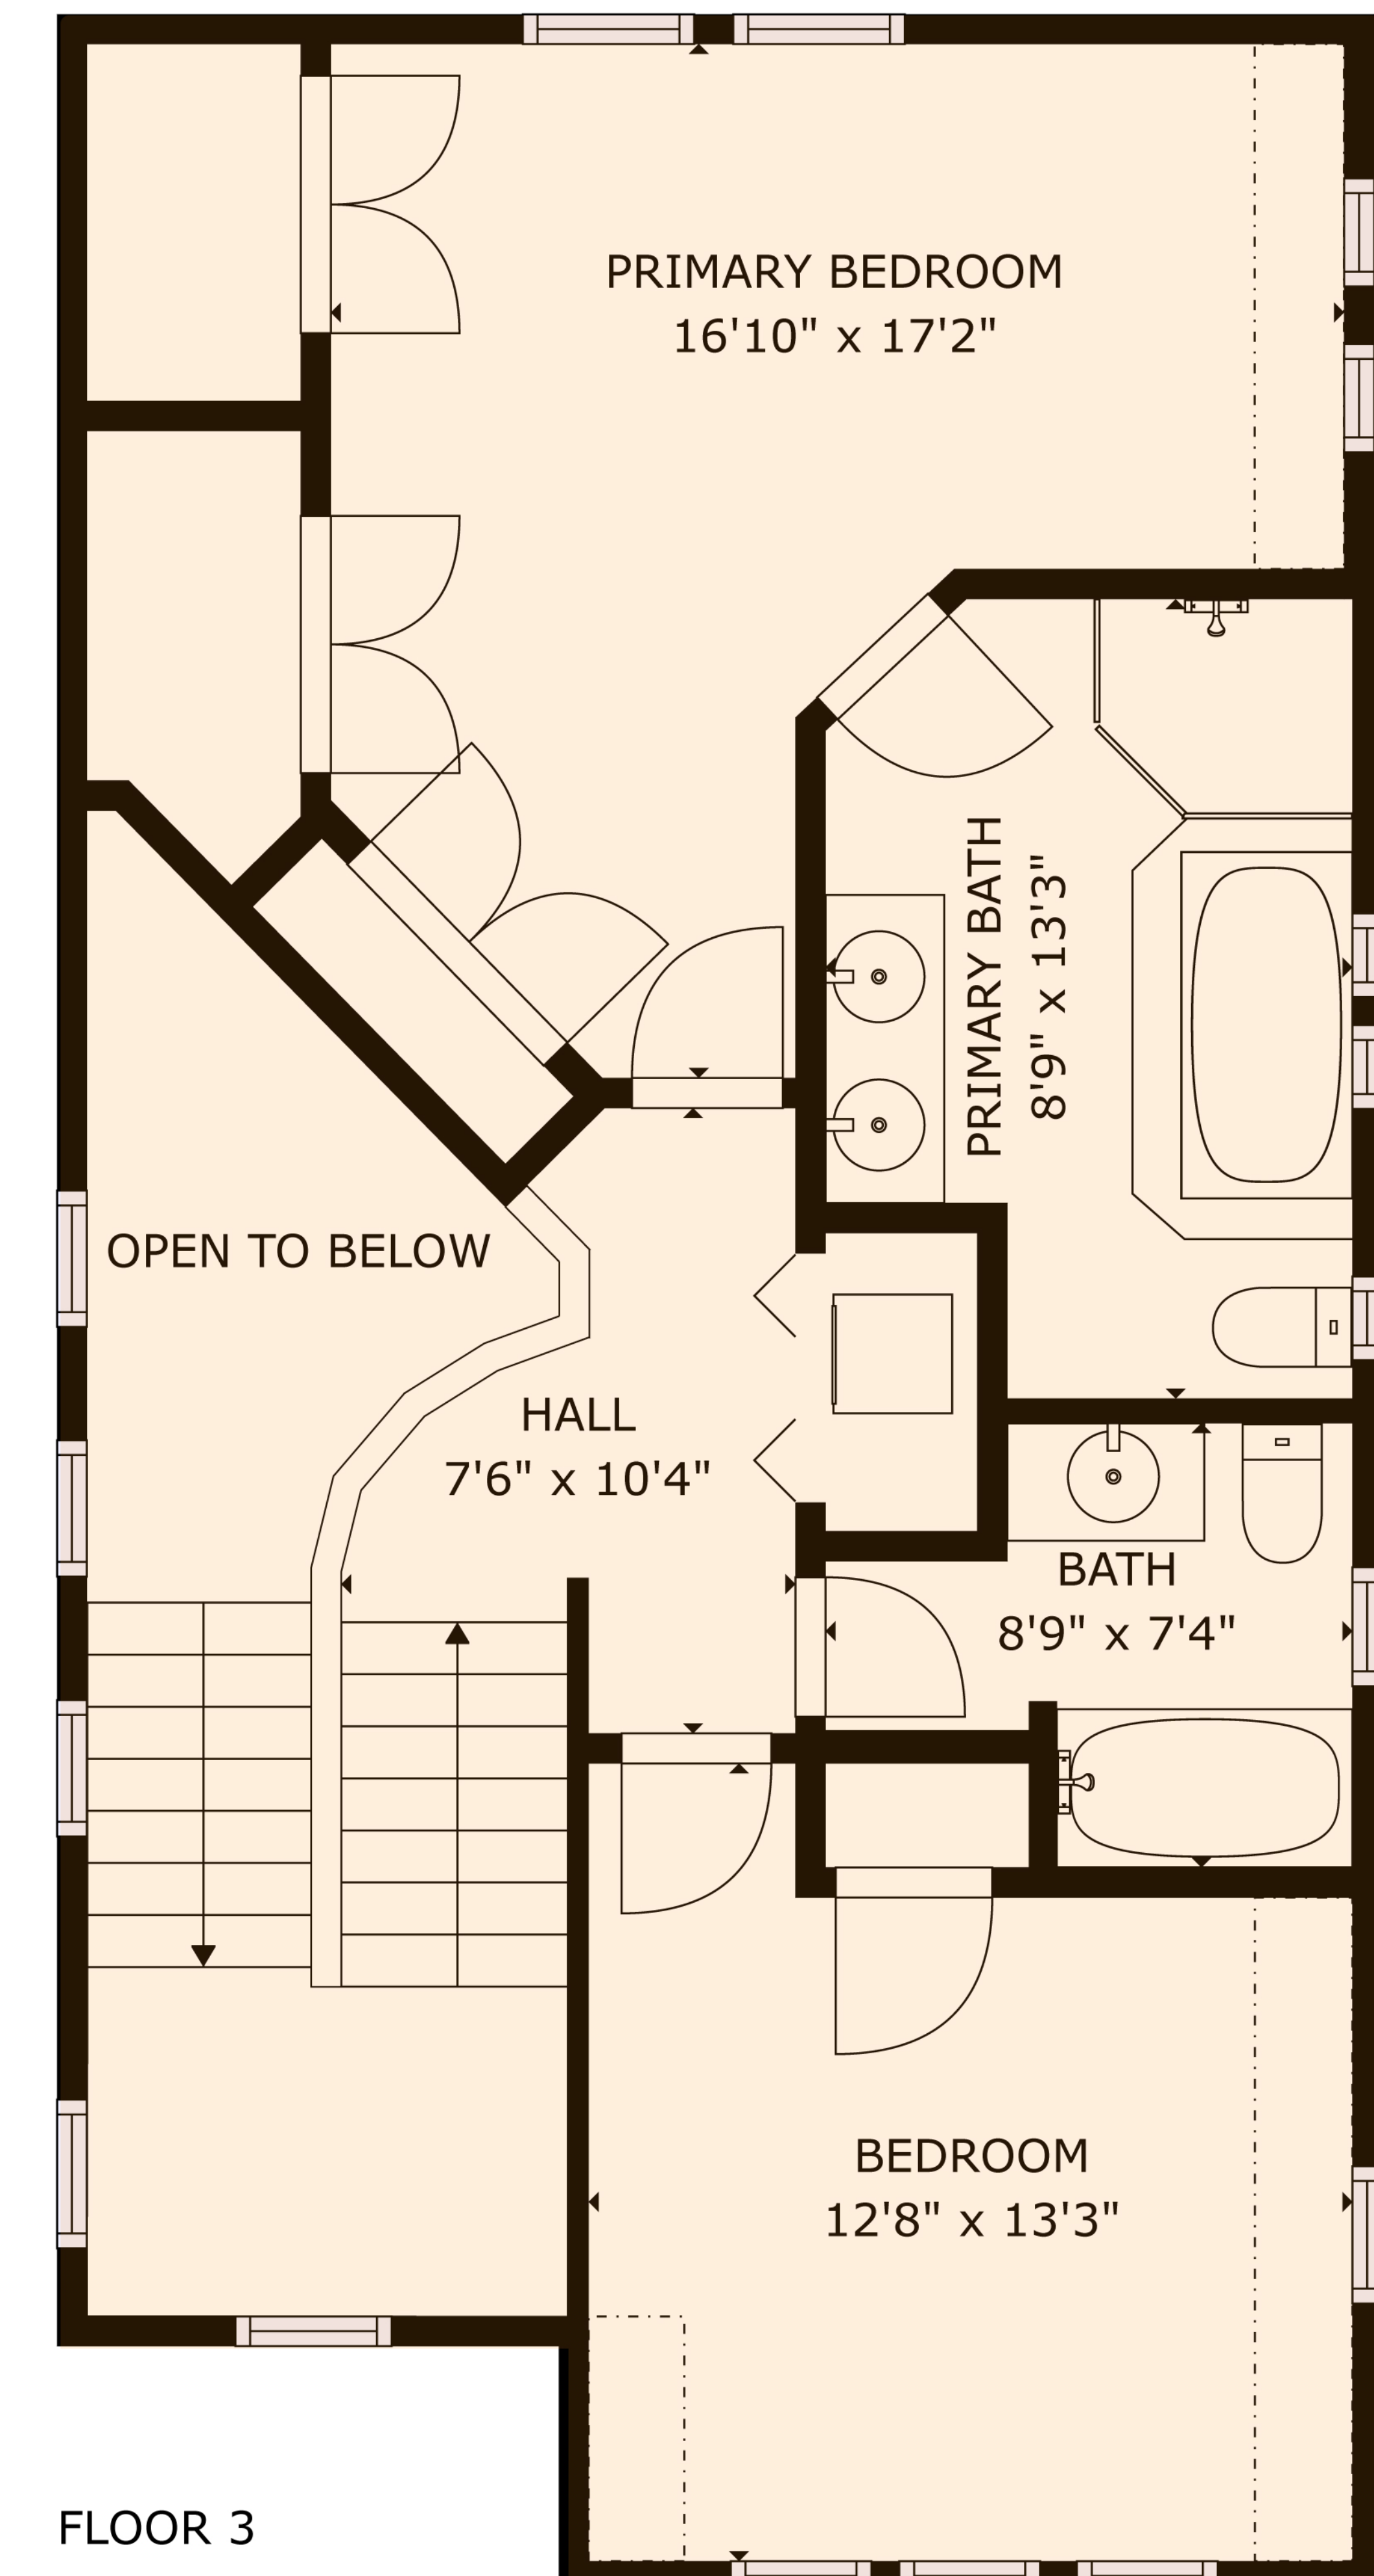 PRIMARY BEDROOM
16'10" x 17'2"
PRIMARY BATH
8'9" x 13'3"
OPEN TO BELOW
HALL
7'6" x 10'4"
BATH
8'9" x 7'4"
BEDROOM
12'8" x 13'3"
FLOOR 3